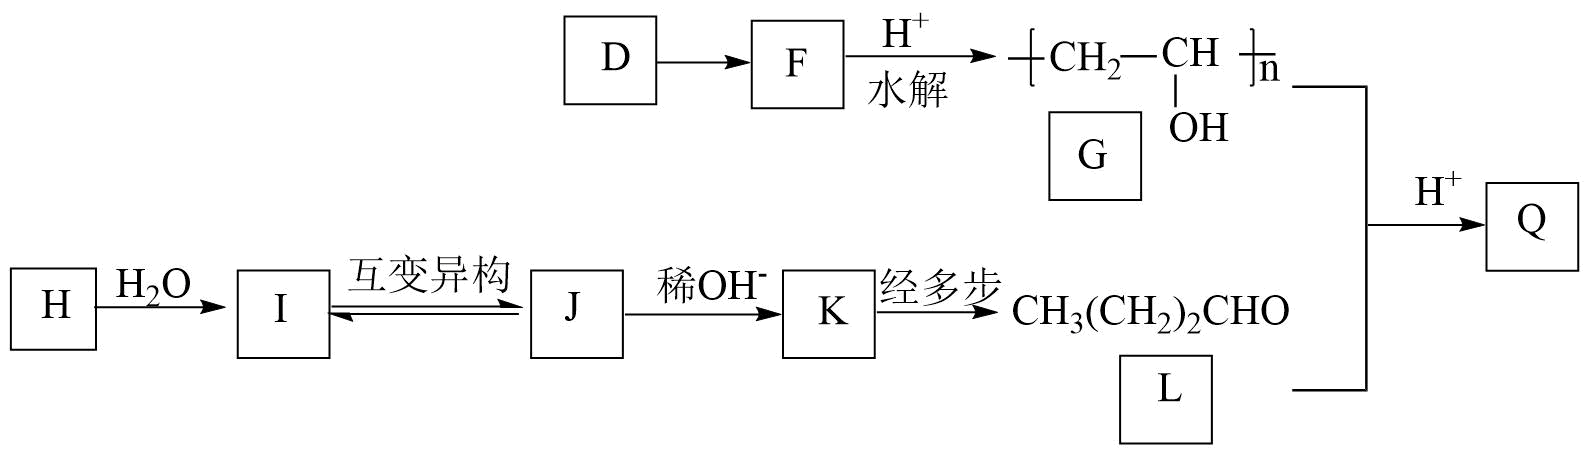 D → F —H⁺ / 水解→ ⁅CH₂—CH⁆n
OH
G
H —H₂O→ I ⇌ 互变异构 J —稀OH⁻→ K —经多步→ CH₃(CH₂)₂CHO
L
H⁺
Q